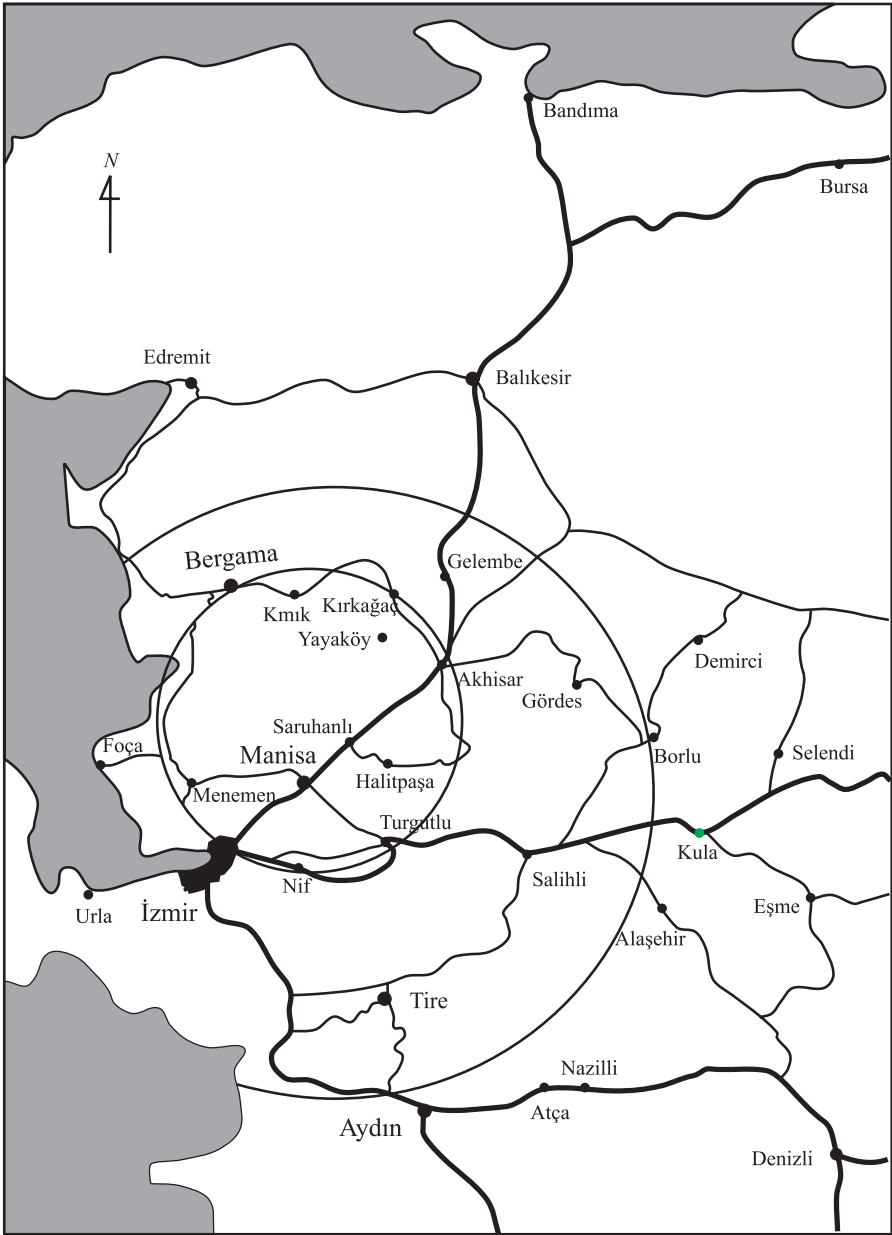 Bandıma
N
Bursa
Edremit
Balıkesir
Bergama
Gelembe
Kmık
Kırkağaç
Yayaköy
Akhisar
Demirci
Gördes
Saruhanlı
Foça
Manisa
Borlu
Selendi
Halitpaşa
Menemen
Turgutlu
Kula
Nif
Salihli
Urla
İzmir
Eşme
Alaşehir
Tire
Nazilli
Atça
Aydın
Denizli